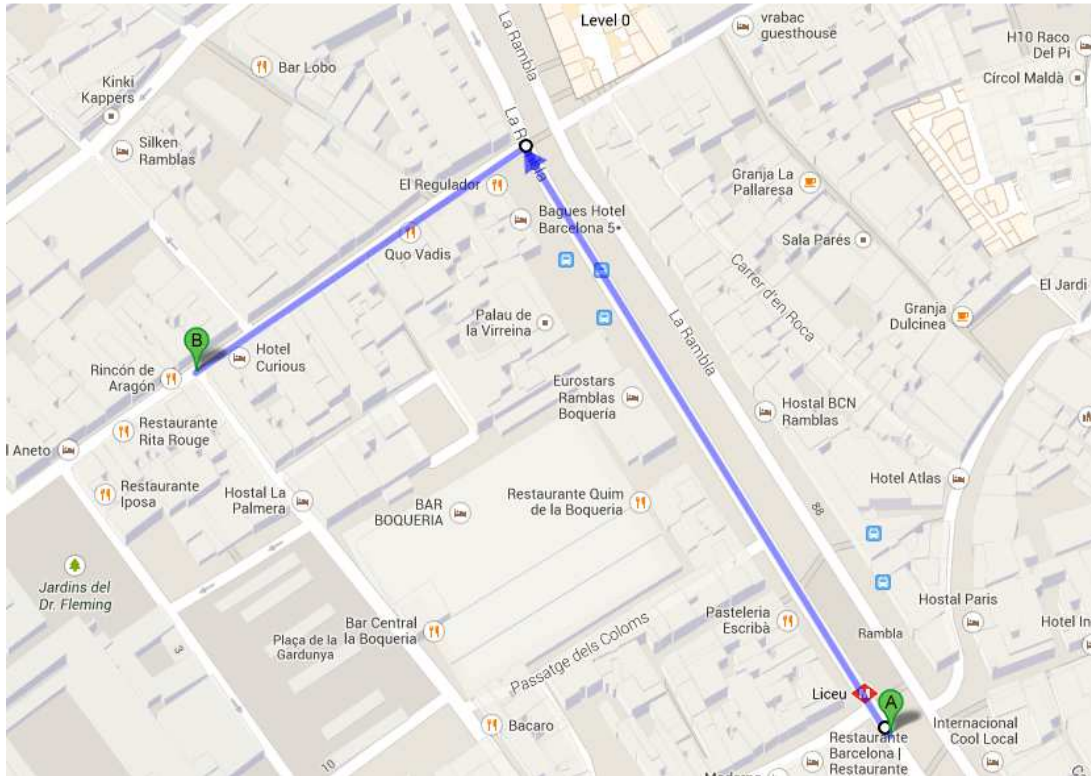 Level 0
vrabac
guesthouse
H10 Raco
Del Pi
La Rambla
Bar Lobo
Círcol Maldà
Kinki
Kappers
La Rambla
Silken
Ramblas
Granja La
Pallaresa
El Regulador
Bagues Hotel
Barcelona 5*
Quo Vadis
Sala Parés
Carrer d'en Roca
El Jardi
Palau de
la Virreina
La Rambla
Granja
Dulcinea
B
Hotel
Curious
Rincón de
Aragón
Eurostars
Ramblas
Boqueria
Hostal BCN
Ramblas
Restaurante
Rita Rouge
l Aneto
Hotel Atlas
Restaurante
Iposa
Hostal La
Palmera
BAR
BOQUERIA
Restaurante Quim
de la Boqueria
88
Jardins del
Dr. Fleming
Hostal Paris
Bar Central
la Boqueria
Pasteleria
Escribà
Hotel In
Plaça de la
Gardunya
3
Passatge dels Coloms
Rambla
Liceu
M
A
Bacaro
Internacional
Cool Local
Restaurante
Barcelona |
Restaurante
10